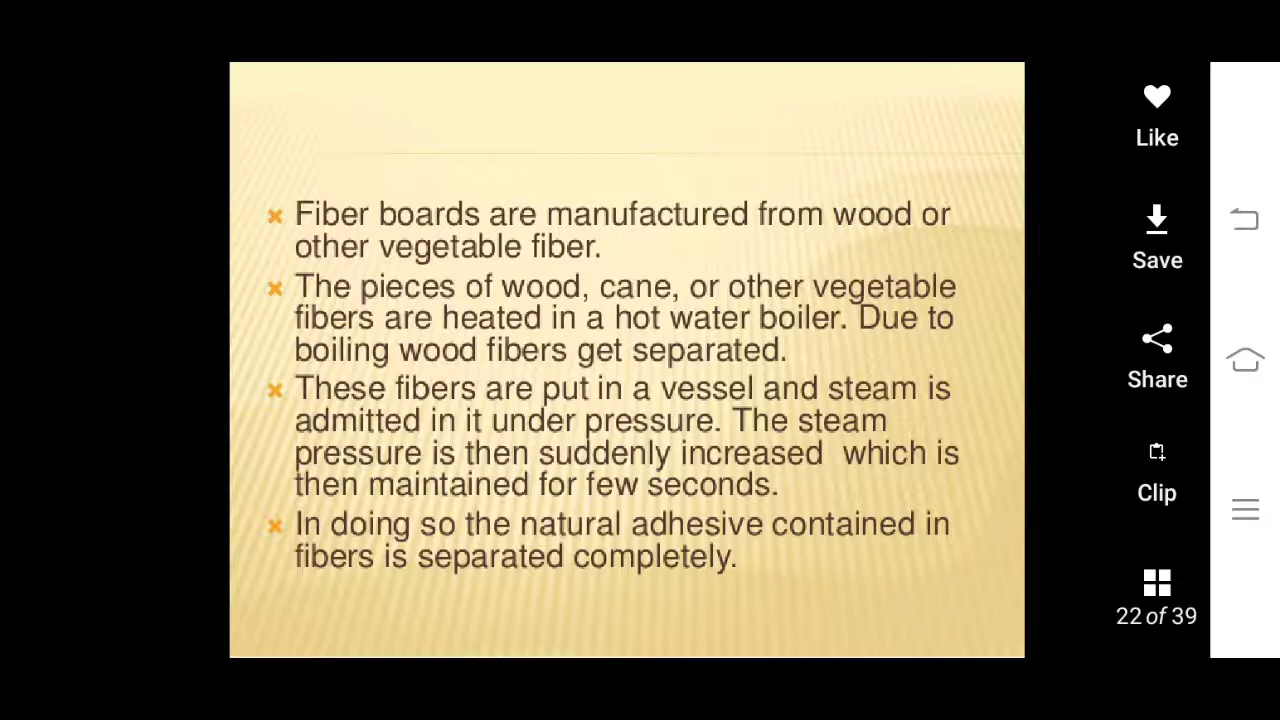 Fiber boards are manufactured from wood or
other vegetable fiber.
The pieces of wood, cane, or other vegetable
fibers are heated in a hot water boiler. Due to
boiling wood fibers get separated.
These fibers are put in a vessel and steam is
admitted in it under pressure. The steam
pressure is then suddenly increased which is
then maintained for few seconds.
In doing so the natural adhesive contained in
fibers is separated completely.
Like
Save
Share
Clip
22 of 39